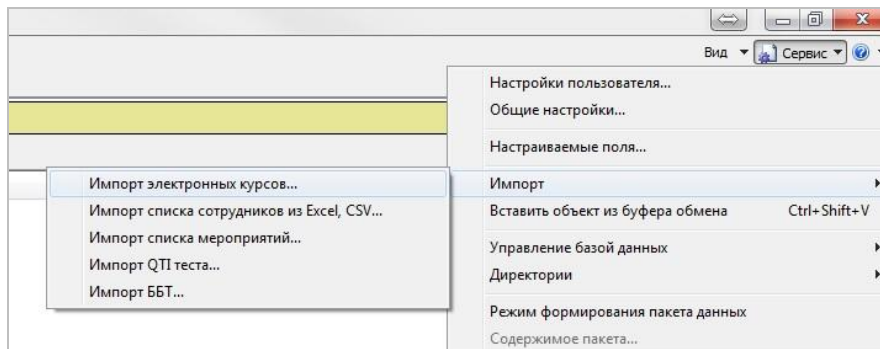 Вид
Сервис
Настройки пользователя...
Общие настройки...
Настраиваемые поля...
Импорт
Вставить объект из буфера обмена Ctrl+Shift+V
Управление базой данных
Директории
Режим формирования пакета данных
Содержимое пакета...
Импорт электронных курсов...
Импорт списка сотрудников из Excel, CSV...
Импорт списка мероприятий...
Импорт QTI теста...
Импорт ББТ...